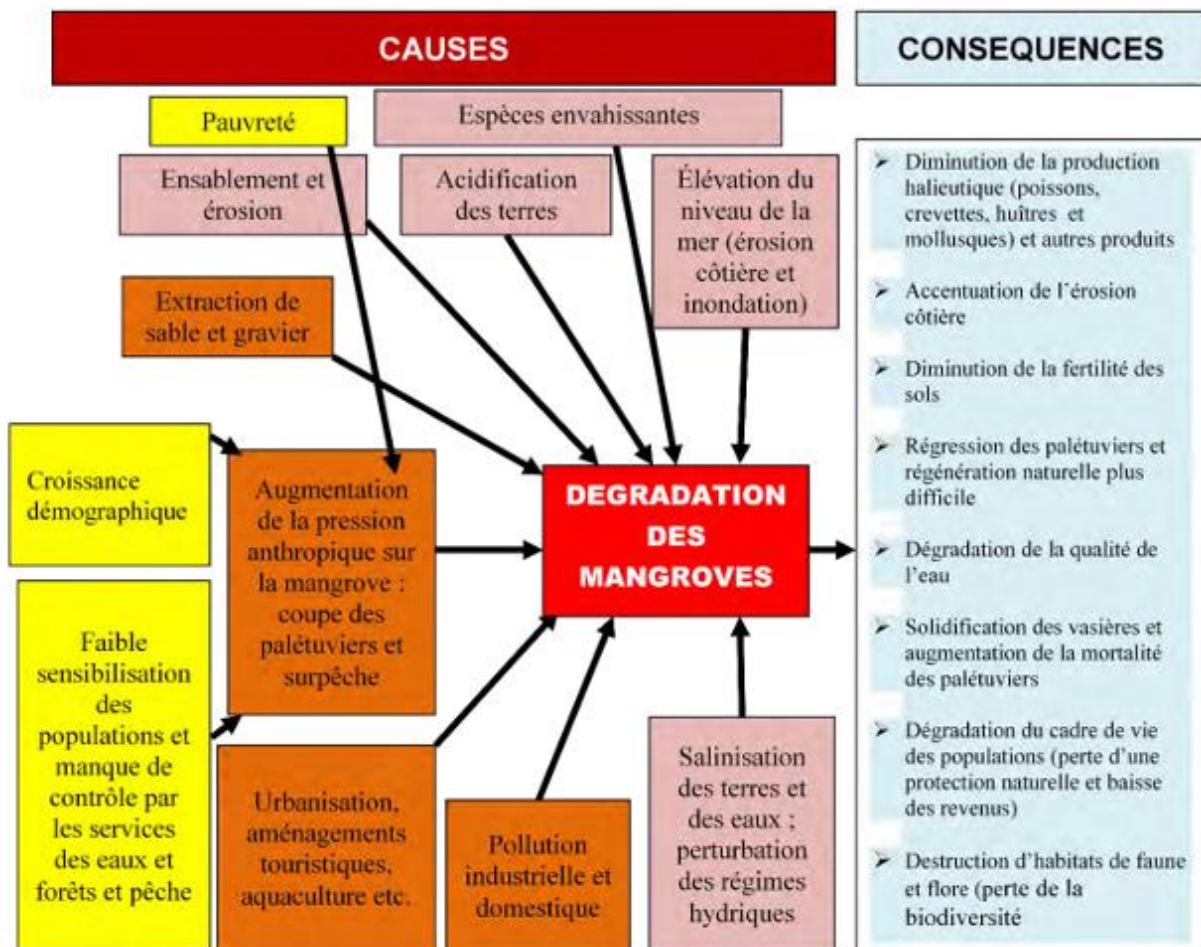 CAUSES
CONSEQUENCES
Pauvreté
Espèces envahissantes
Ensablement et
érosion
Acidification
des terres
Élévation du
niveau de la
mer (érosion
côtière et
inondation)
Extraction de
sable et gravier
Croissance
démographique
Augmentation
de la pression
anthropique sur
la mangrove :
coupe des
palétuviers et
surpêche
DEGRADATION
DES
MANGROVES
Faible
sensibilisation
des
populations et
manque de
contrôle par
les services
des eaux et
forêts et pêche
Urbanisation,
aménagements
touristiques,
aquaculture etc.
Pollution
industrielle et
domestique
Salinisation
des terres et
des eaux ;
perturbation
des régimes
hydriques
➢ Diminution de la production
halieutique (poissons,
crevettes, huîtres et
mollusques) et autres produits
➢ Accentuation de l'érosion
côtière
➢ Diminution de la fertilité des
sols
➢ Régression des palétuviers et
régénération naturelle plus
difficile
➢ Dégradation de la qualité de
l'eau
➢ Solidification des vasières et
augmentation de la mortalité
des palétuviers
➢ Dégradation du cadre de vie
des populations (perte d'une
protection naturelle et baisse
des revenus)
➢ Destruction d'habitats de faune
et flore (perte de la
biodiversité